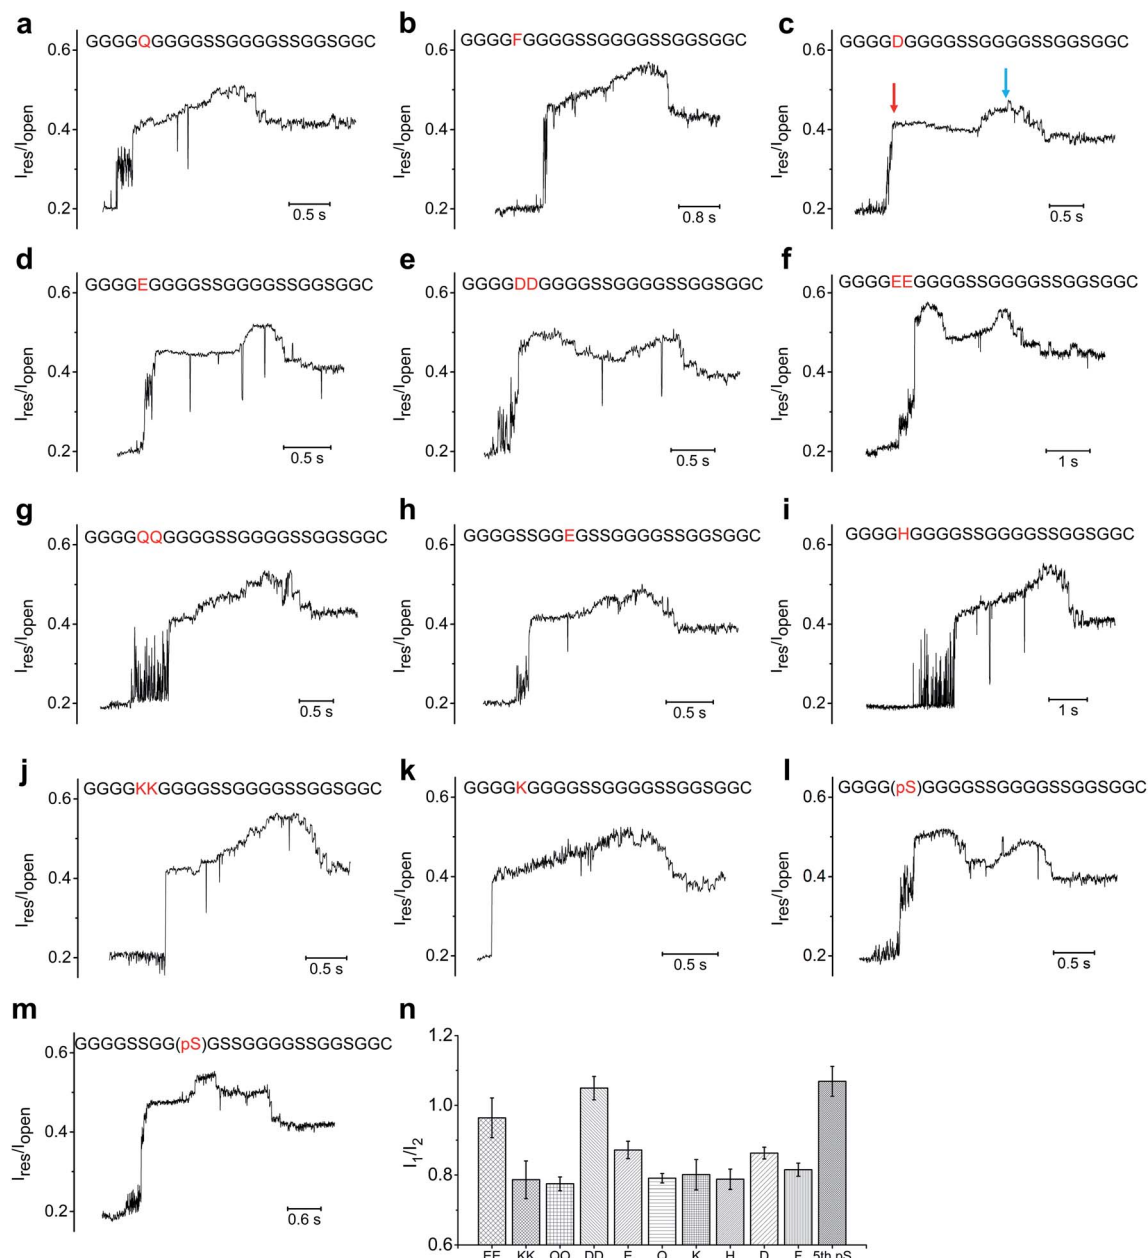 a
GGGGQGGGGSSGGGGSSGGSGGC
0.6
0.4
0.2
Ires/Iopen
0.5 s
b
GGGGFGGGGSSGGGGSSGGSGGC
0.6
0.4
0.2
Ires/Iopen
0.8 s
c
GGGGDGGGGSSGGGGSSGGSGGC
0.6
0.4
0.2
Ires/Iopen
0.5 s
d
GGGGEGGGGSSGGGGSSGGSGGC
0.6
0.4
0.2
Ires/Iopen
0.5 s
e
GGGGDDGGGGSSGGGGSSGGSGGC
0.6
0.4
0.2
Ires/Iopen
0.5 s
f
GGGGEEGGGGSSGGGGSSGGSGGC
0.6
0.4
0.2
Ires/Iopen
1 s
g
GGGGQQGGGGSSGGGGSSGGSGGC
0.6
0.4
0.2
Ires/Iopen
0.5 s
h
GGGGSSGGEGSSGGGGSSGGSGGC
0.6
0.4
0.2
Ires/Iopen
0.5 s
i
GGGGHGGGGSSGGGGSSGGSGGC
0.6
0.4
0.2
Ires/Iopen
1 s
j
GGGGKKGGGGSSGGGGSSGGSGGC
0.6
0.4
0.2
Ires/Iopen
0.5 s
k
GGGGKGGGGSSGGGGSSGGSGGC
0.6
0.4
0.2
Ires/Iopen
0.5 s
l
GGGG(pS)GGGGSSGGGGSSGGSGGC
0.6
0.4
0.2
Ires/Iopen
0.5 s
m
GGGGSSGG(pS)GSSGGGGSSGGSGGC
0.6
0.4
0.2
Ires/Iopen
0.6 s
n
1.2
1.0
0.8
0.6
I1/I2
EE KK QQ DD E Q K H D F 5th pS